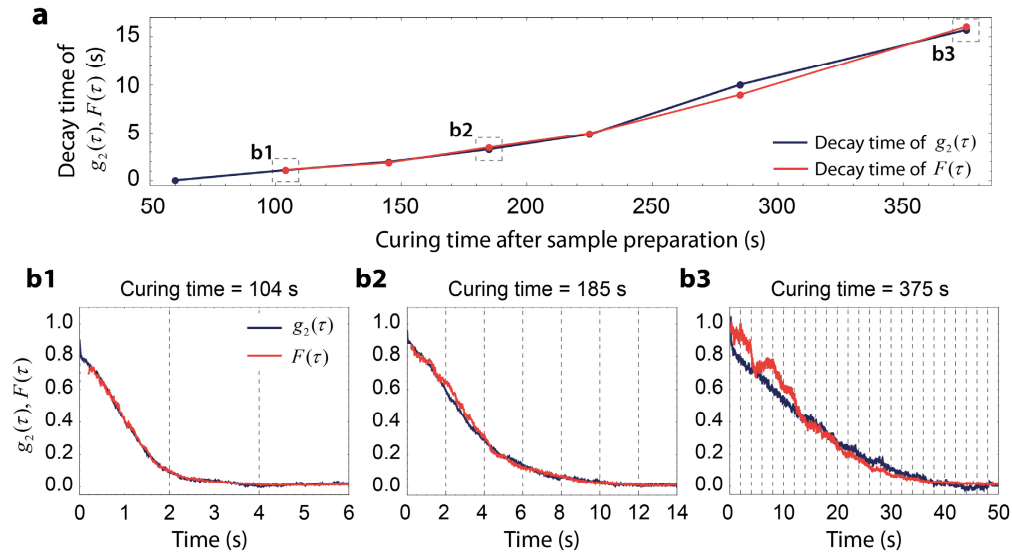 a
Decay time of
g₂(τ), F(τ) (s)
15
10
5
0
b1
b2
b3
Decay time of g₂(τ)
Decay time of F(τ)
50 100 150 200 250 300 350
Curing time after sample preparation (s)
b1
Curing time = 104 s
g₂(τ), F(τ)
1.0
0.8
0.6
0.4
0.2
0.0
g₂(τ)
F(τ)
0 1 2 3 4 5 6
Time (s)
b2
Curing time = 185 s
1.0
0.8
0.6
0.4
0.2
0.0
0 2 4 6 8 10 12 14
Time (s)
b3
Curing time = 375 s
1.0
0.8
0.6
0.4
0.2
0.0
0 10 20 30 40 50
Time (s)